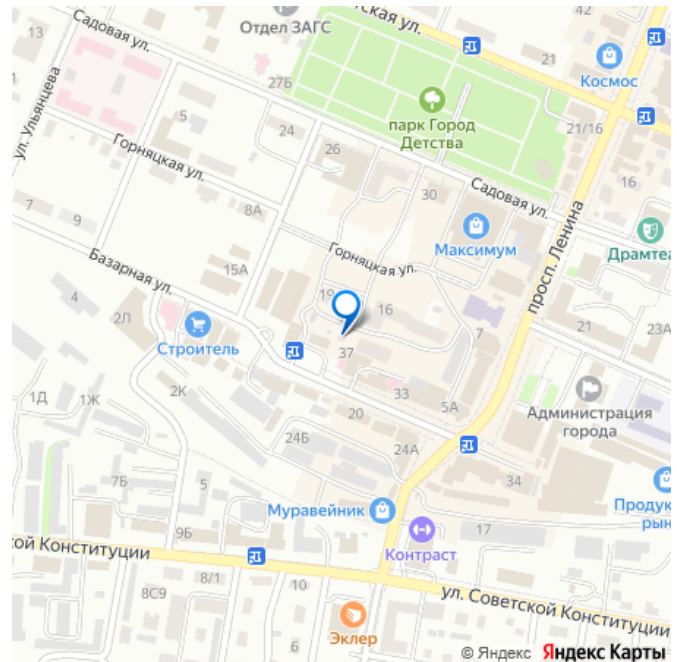 42
13
Отдел ЗАГС
ская ул.
Садовая ул.
21
Космос
27Б
ул. Ульянцева
5
24
парк Город
Детства
21/16
Горняцкая ул.
26
30
Садовая ул.
16
7
9
8А
Максимум
просп. Ленина
Драмтеа
Базарная ул.
15А
Горняцкая ул.
4
2Л
19
16
7
21
23А
Строитель
37
1Д
1Ж
2К
33
5А
Администрация
города
20
24Б
24А
34
7Б
5
Муравейник
17
Продук
рын
9Б
Контраст
ской Конституции
8С9
8/1
10
ул. Советской Конституции
6
Эклер
© Яндекс Яндекс Карты